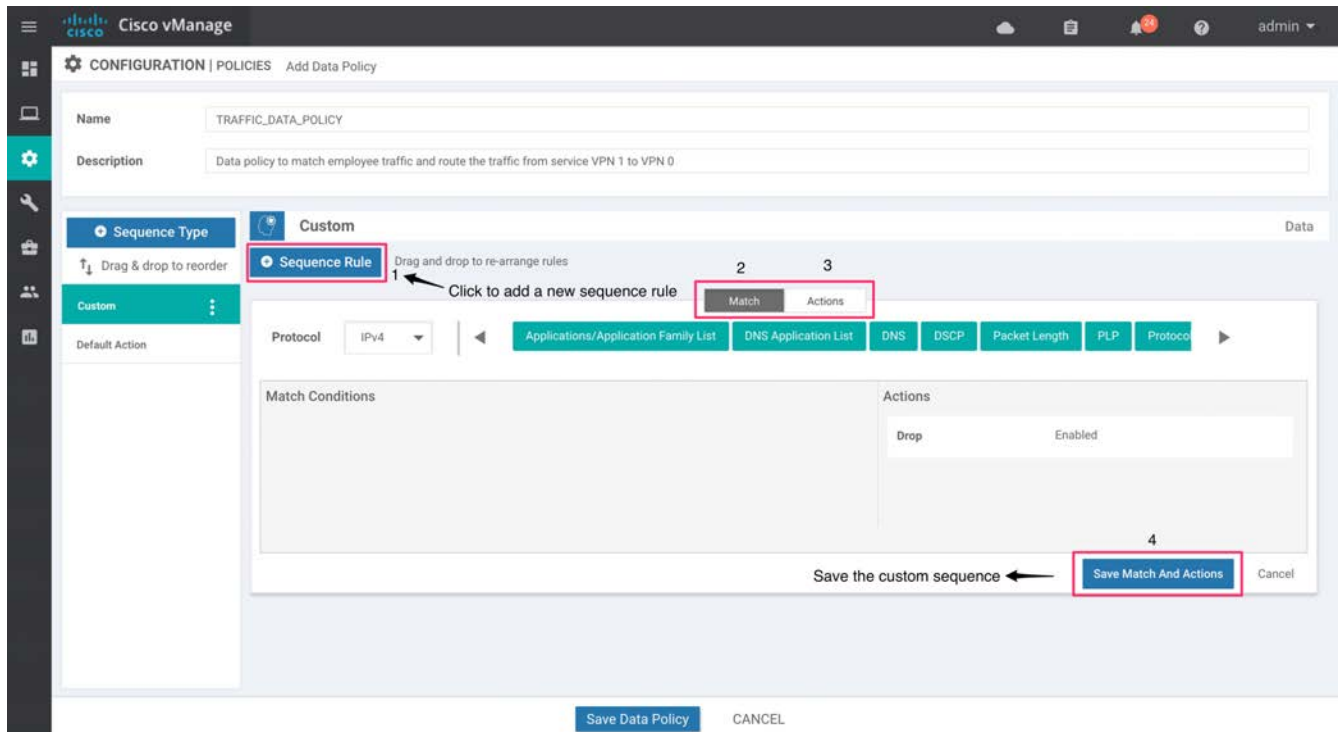 cisco Cisco vManage 24 admin
CONFIGURATION | POLICIES Add Data Policy
Name TRAFFIC_DATA_POLICY
Description Data policy to match employee traffic and route the traffic from service VPN 1 to VPN 0
Sequence Type
Drag & drop to reorder
Custom
Default Action
Custom Data
Sequence Rule Drag and drop to re-arrange rules
1 Click to add a new sequence rule
2 3
Match Actions
Protocol IPv4 Applications/Application Family List DNS Application List DNS DSCP Packet Length PLP Protoco
Match Conditions Actions
Drop Enabled
4
Save the custom sequence Save Match And Actions Cancel
Save Data Policy CANCEL